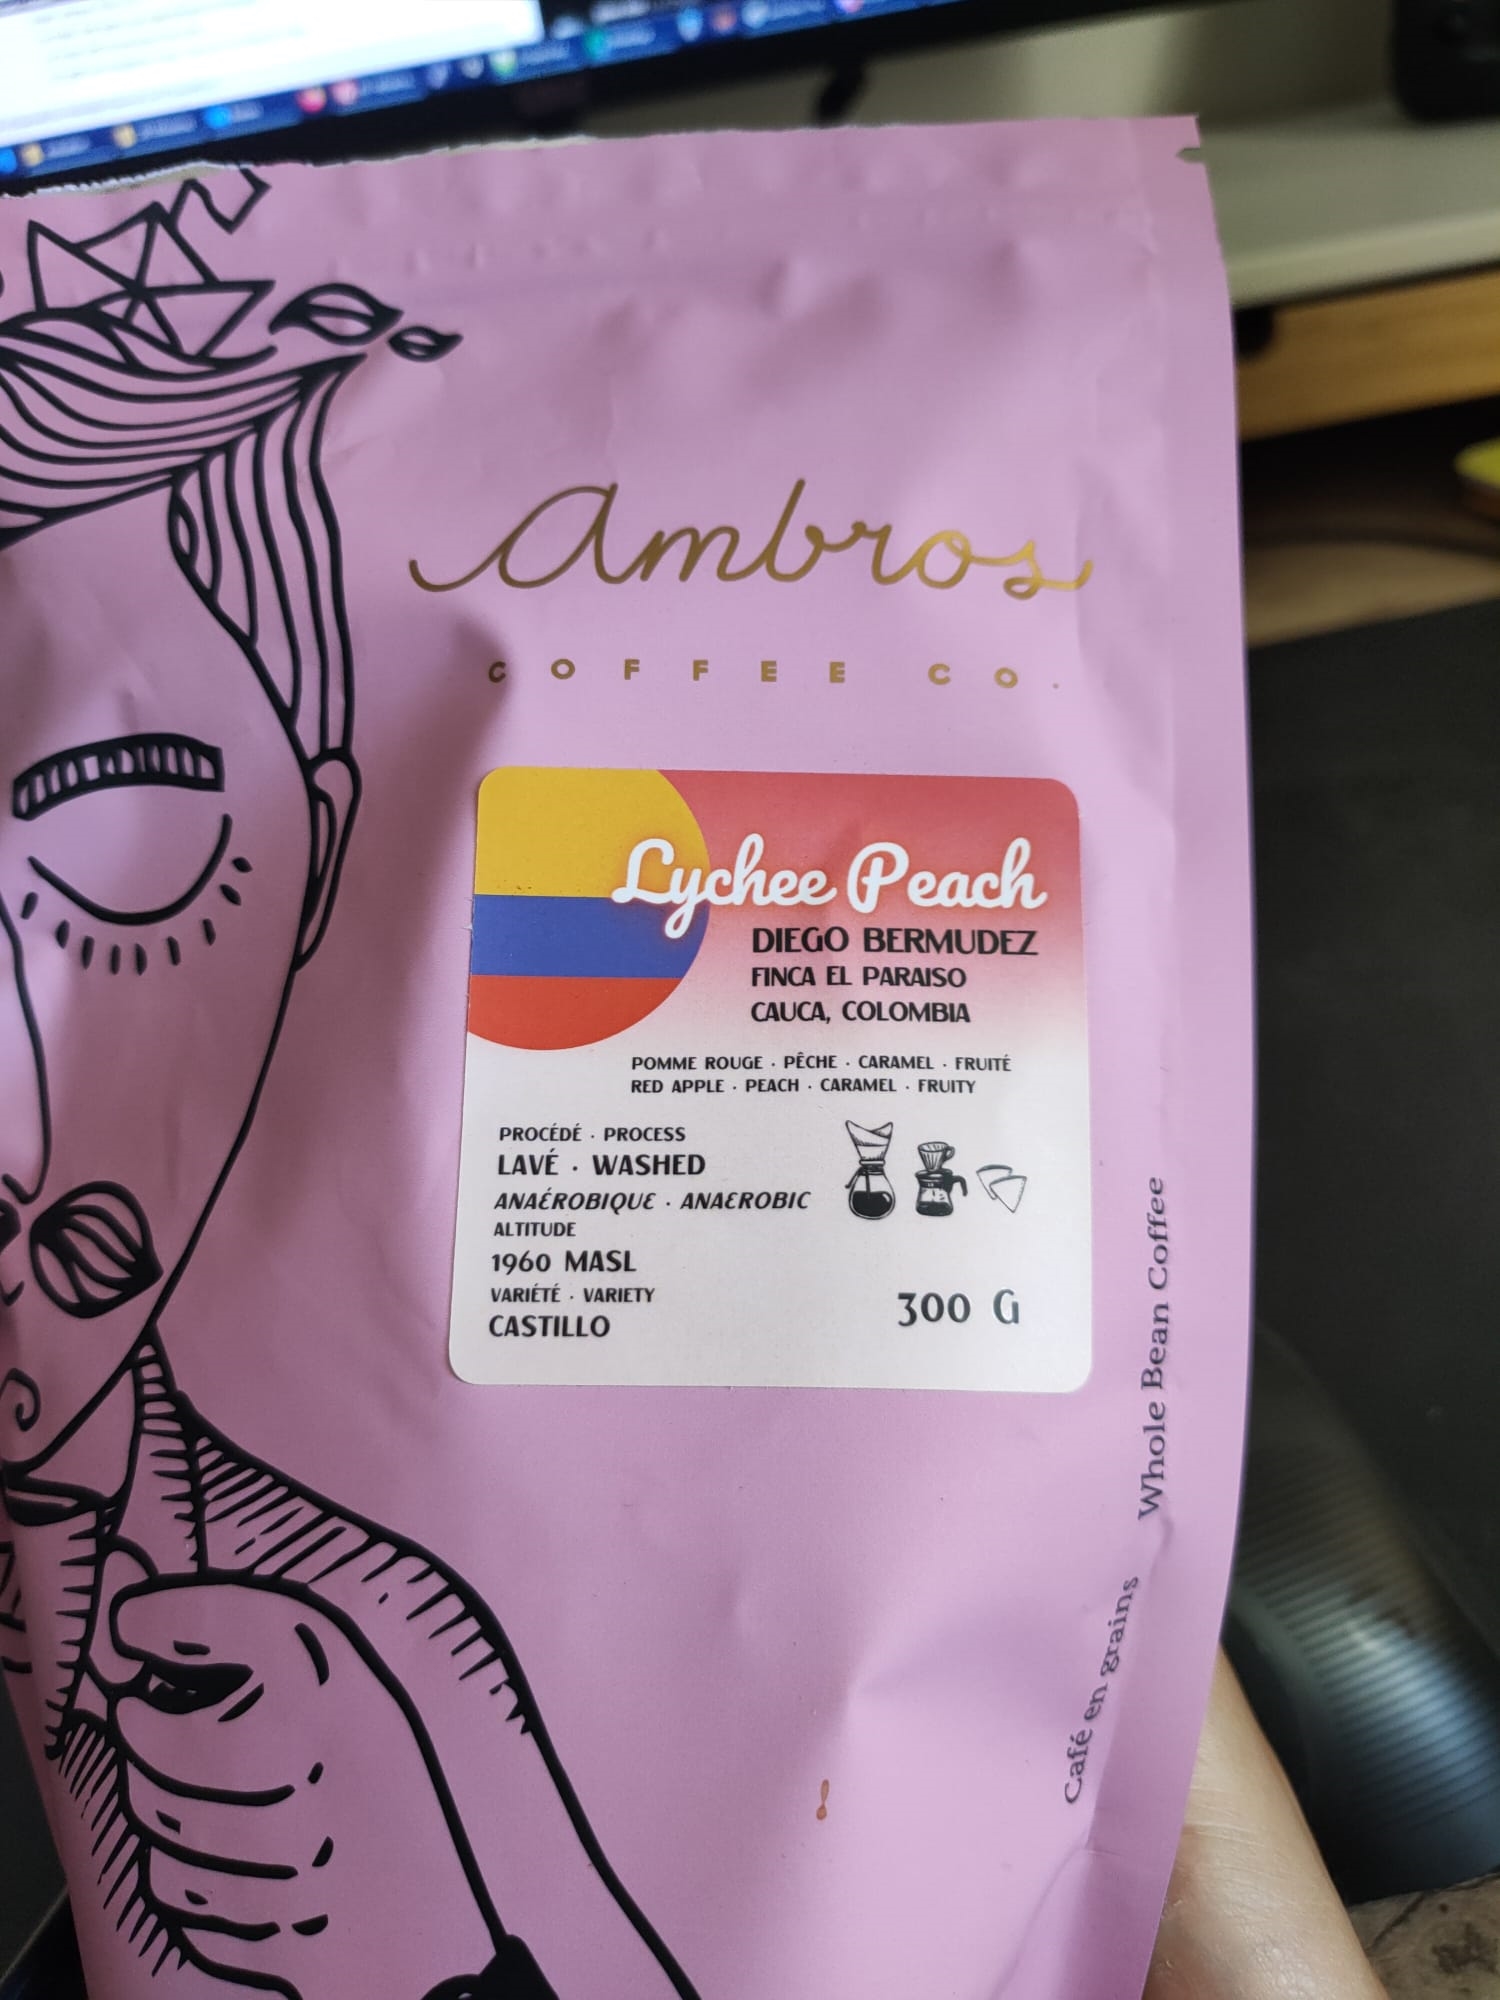 Ambros
COFFEE CO.
Lychee Peach
DIEGO BERMUDEZ
FINCA EL PARAISO
CAUCA, COLOMBIA
POMME ROUGE · PÊCHE · CARAMEL · FRUITÉ
RED APPLE · PEACH · CARAMEL · FRUITY
PROCÉDÉ · PROCESS
LAVÉ · WASHED
ANAÉROBIQUE · ANAEROBIC
ALTITUDE
1960 MASL
VARIÉTÉ · VARIETY
CASTILLO
300 G
Café en grains Whole Bean Coffee